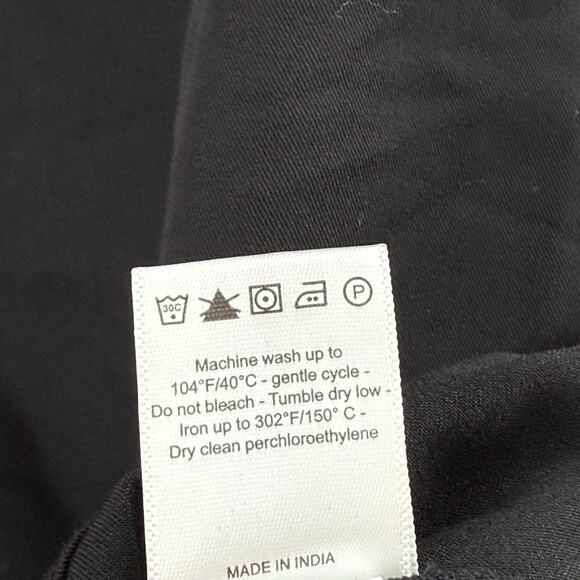 30C P
Machine wash up to
104°F/40°C - gentle cycle -
Do not bleach - Tumble dry low -
Iron up to 302°F/150° C -
Dry clean perchloroethylene
MADE IN INDIA